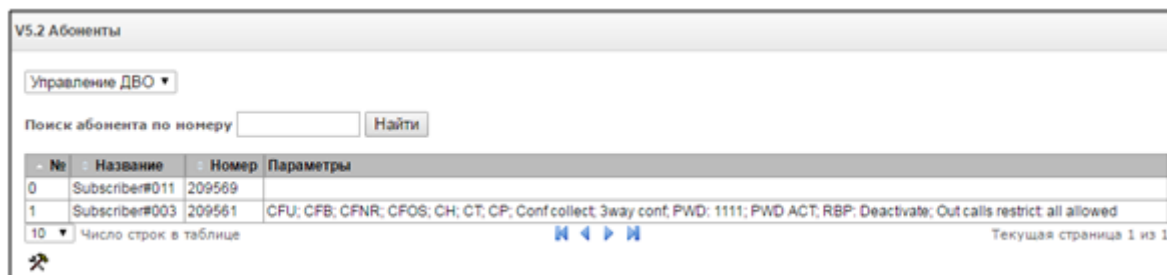 V5.2 Абоненты
Управление ДВО
Поиск абонента по номеру Найти
№ Название Номер Параметры
0 Subscriber#011 209569
1 Subscriber#003 209561 CFU; CFB; CFNR; CFOS; CH; CT; CP; Conf collect; 3way conf; PWD: 1111; PWD ACT; RBP: Deactivate; Out calls restrict: all allowed
10 Число строк в таблице Текущая страница 1 из 1